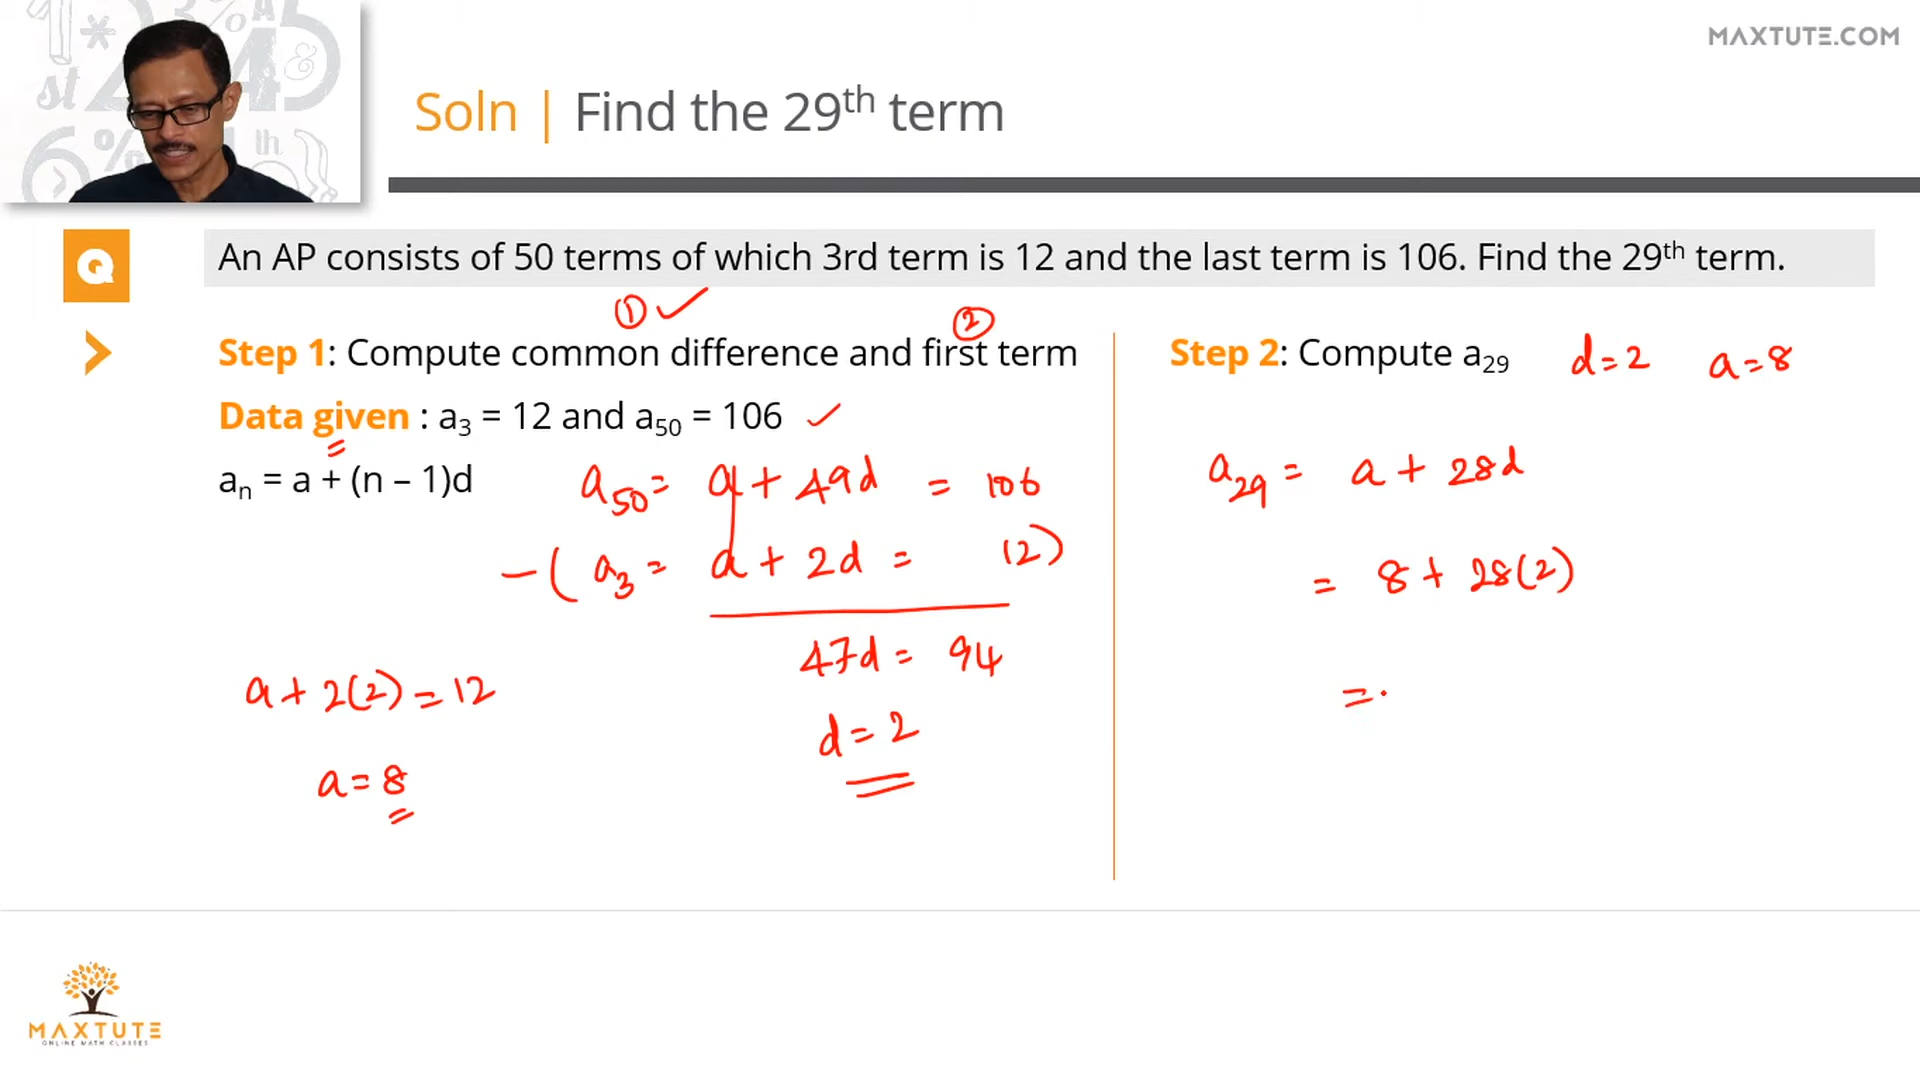 MAXTUTE.COM
Soln | Find the 29th term
Q
An AP consists of 50 terms of which 3rd term is 12 and the last term is 106. Find the 29th term.
① ✓
②
Step 1: Compute common difference and first term
Data given : a3 = 12 and a50 = 106 ✓
an = a + (n – 1)d
a50 = a + 49d = 106
– ( a3 = a + 2d = 12)
47d = 94
d = 2
a + 2(2) = 12
a = 8
Step 2: Compute a29
d = 2 a = 8
a29 = a + 28d
= 8 + 28(2)
=
MAXTUTE
ONLINE MATH CLASSES